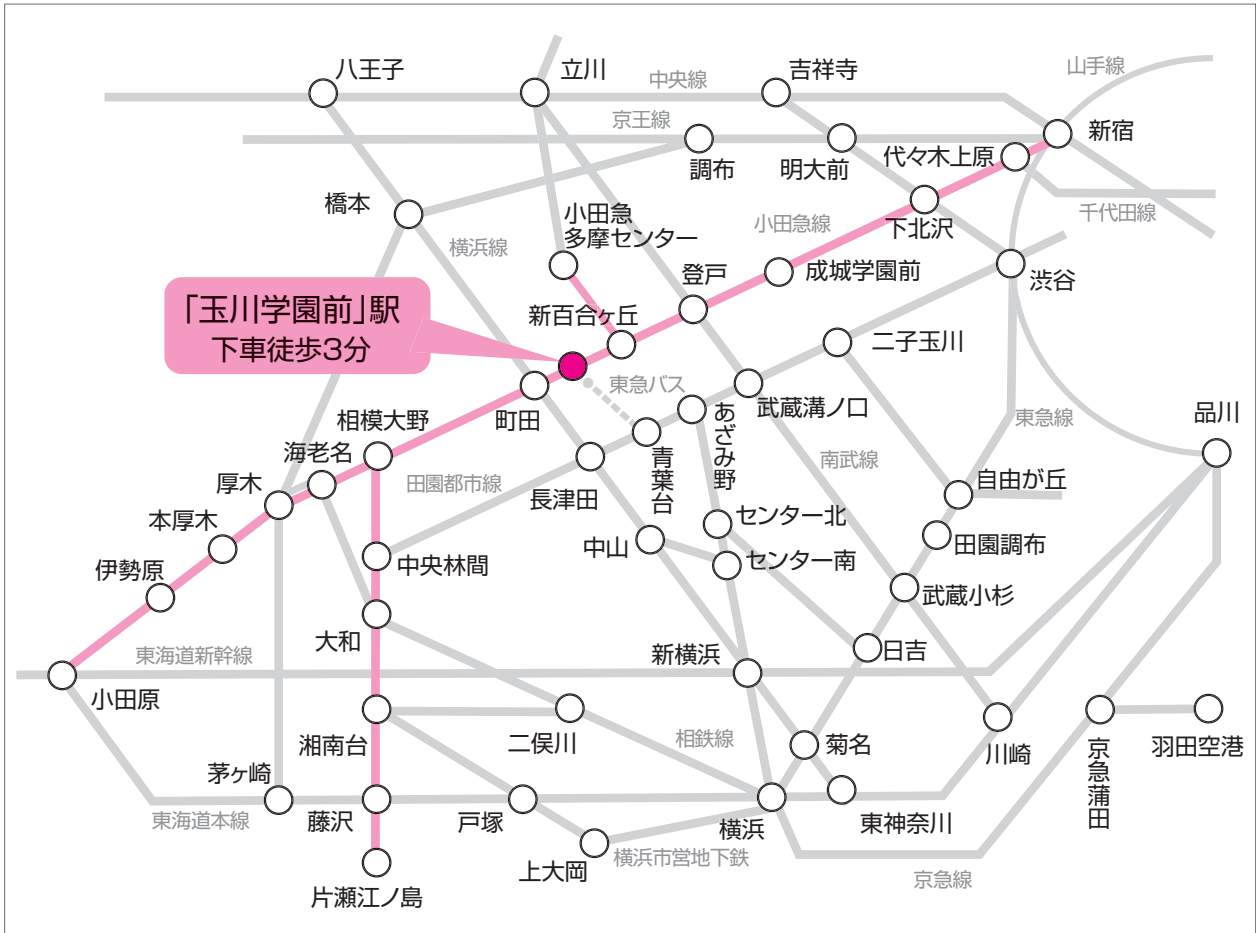 八王子
立川
中央線
吉祥寺
山手線
京王線
調布
明大前
代々木上原
新宿
橋本
横浜線
小田急
多摩センター
小田急線
下北沢
千代田線
登戸
成城学園前
渋谷
「玉川学園前」駅
下車徒歩3分
新百合ヶ丘
二子玉川
東急バス
町田
あざみ野
武蔵溝ノ口
東急線
品川
相模大野
海老名
厚木
田園都市線
長津田
青葉台
南武線
自由が丘
本厚木
中山
センター北
田園調布
伊勢原
中央林間
センター南
武蔵小杉
大和
東海道新幹線
新横浜
日吉
小田原
湘南台
二俣川
相鉄線
菊名
川崎
京急蒲田
羽田空港
茅ヶ崎
東海道本線
藤沢
戸塚
横浜
東神奈川
上大岡
横浜市営地下鉄
京急線
片瀬江ノ島